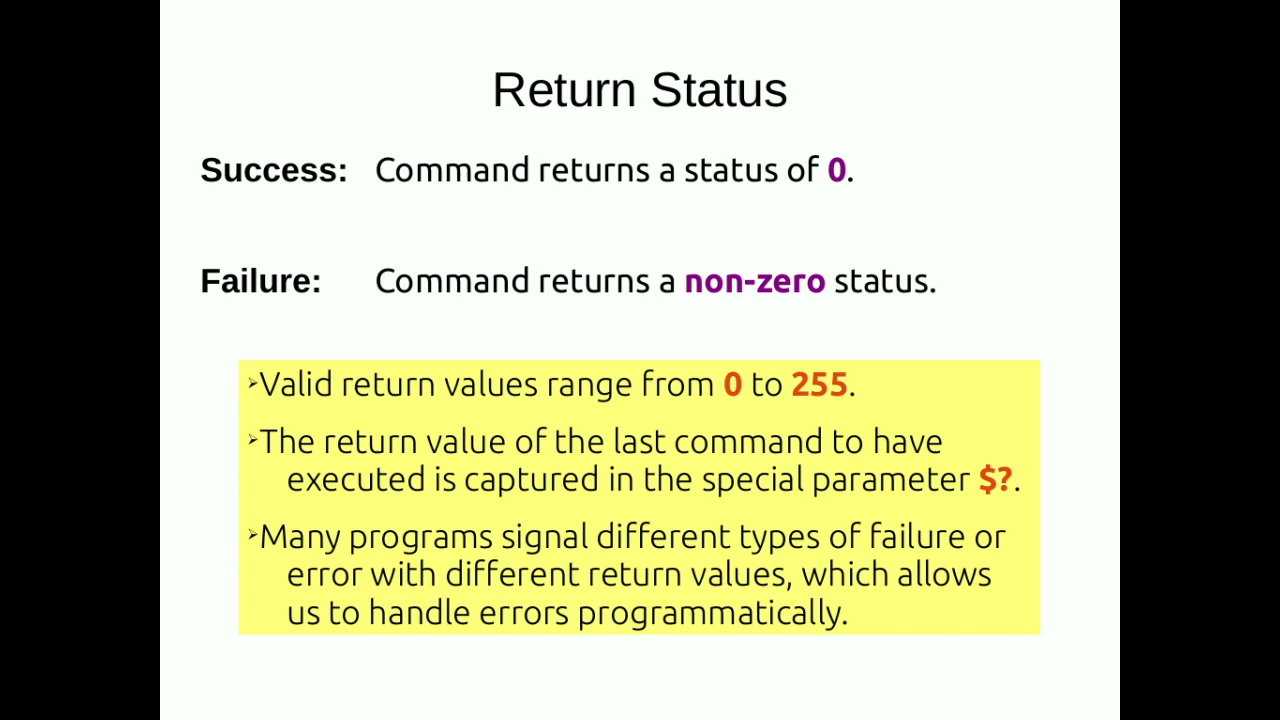 Return Status
Success: Command returns a status of 0.
Failure: Command returns a non-zero status.
➢Valid return values range from 0 to 255.
➢The return value of the last command to have
executed is captured in the special parameter $?.
➢Many programs signal different types of failure or
error with different return values, which allows
us to handle errors programmatically.